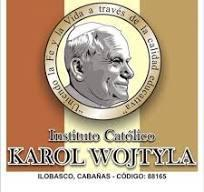 Uniendo la Fe y la Vida a través de la calidad educativa"
Instituto Católico
KAROL WOJTYLA
ILOBASCO, CABAÑAS - CÓDIGO: 88165